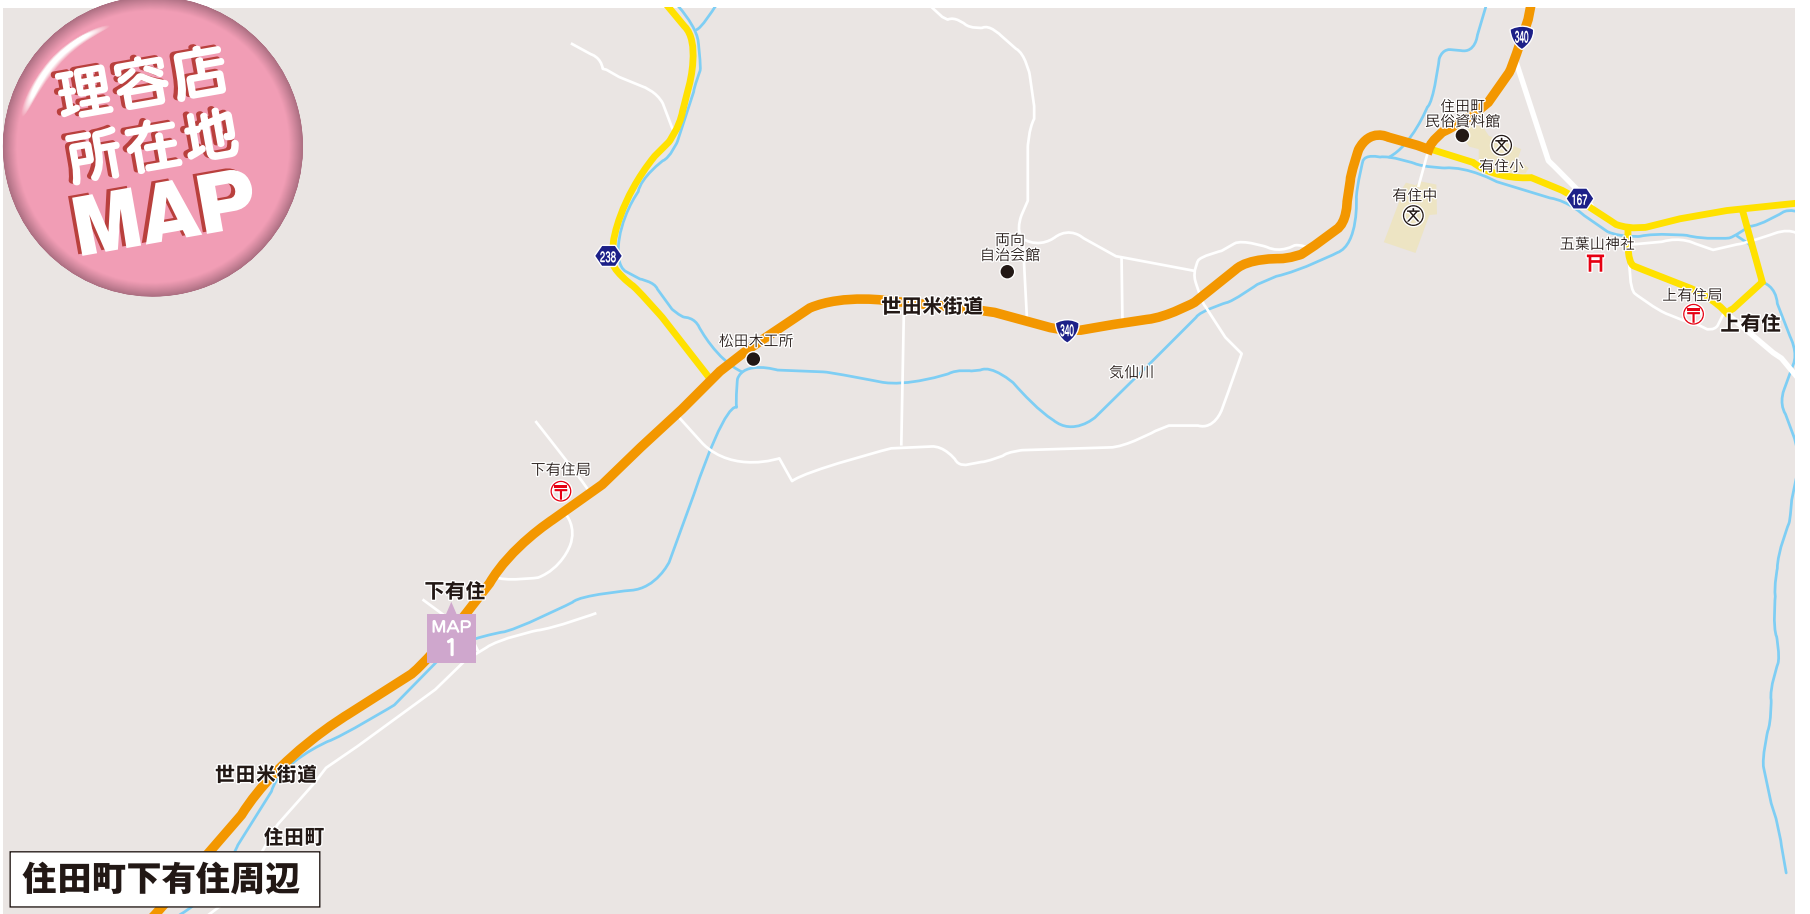 理容店
所在地
MAP
340
住田町
民俗資料館
文
有住小
有住中
文
167
両向
自治会館
五葉山神社
238
上有住局
上有住
世田米街道
340
松田木工所
気仙川
下有住局
下有住
MAP
1
世田米街道
住田町
住田町下有住周辺